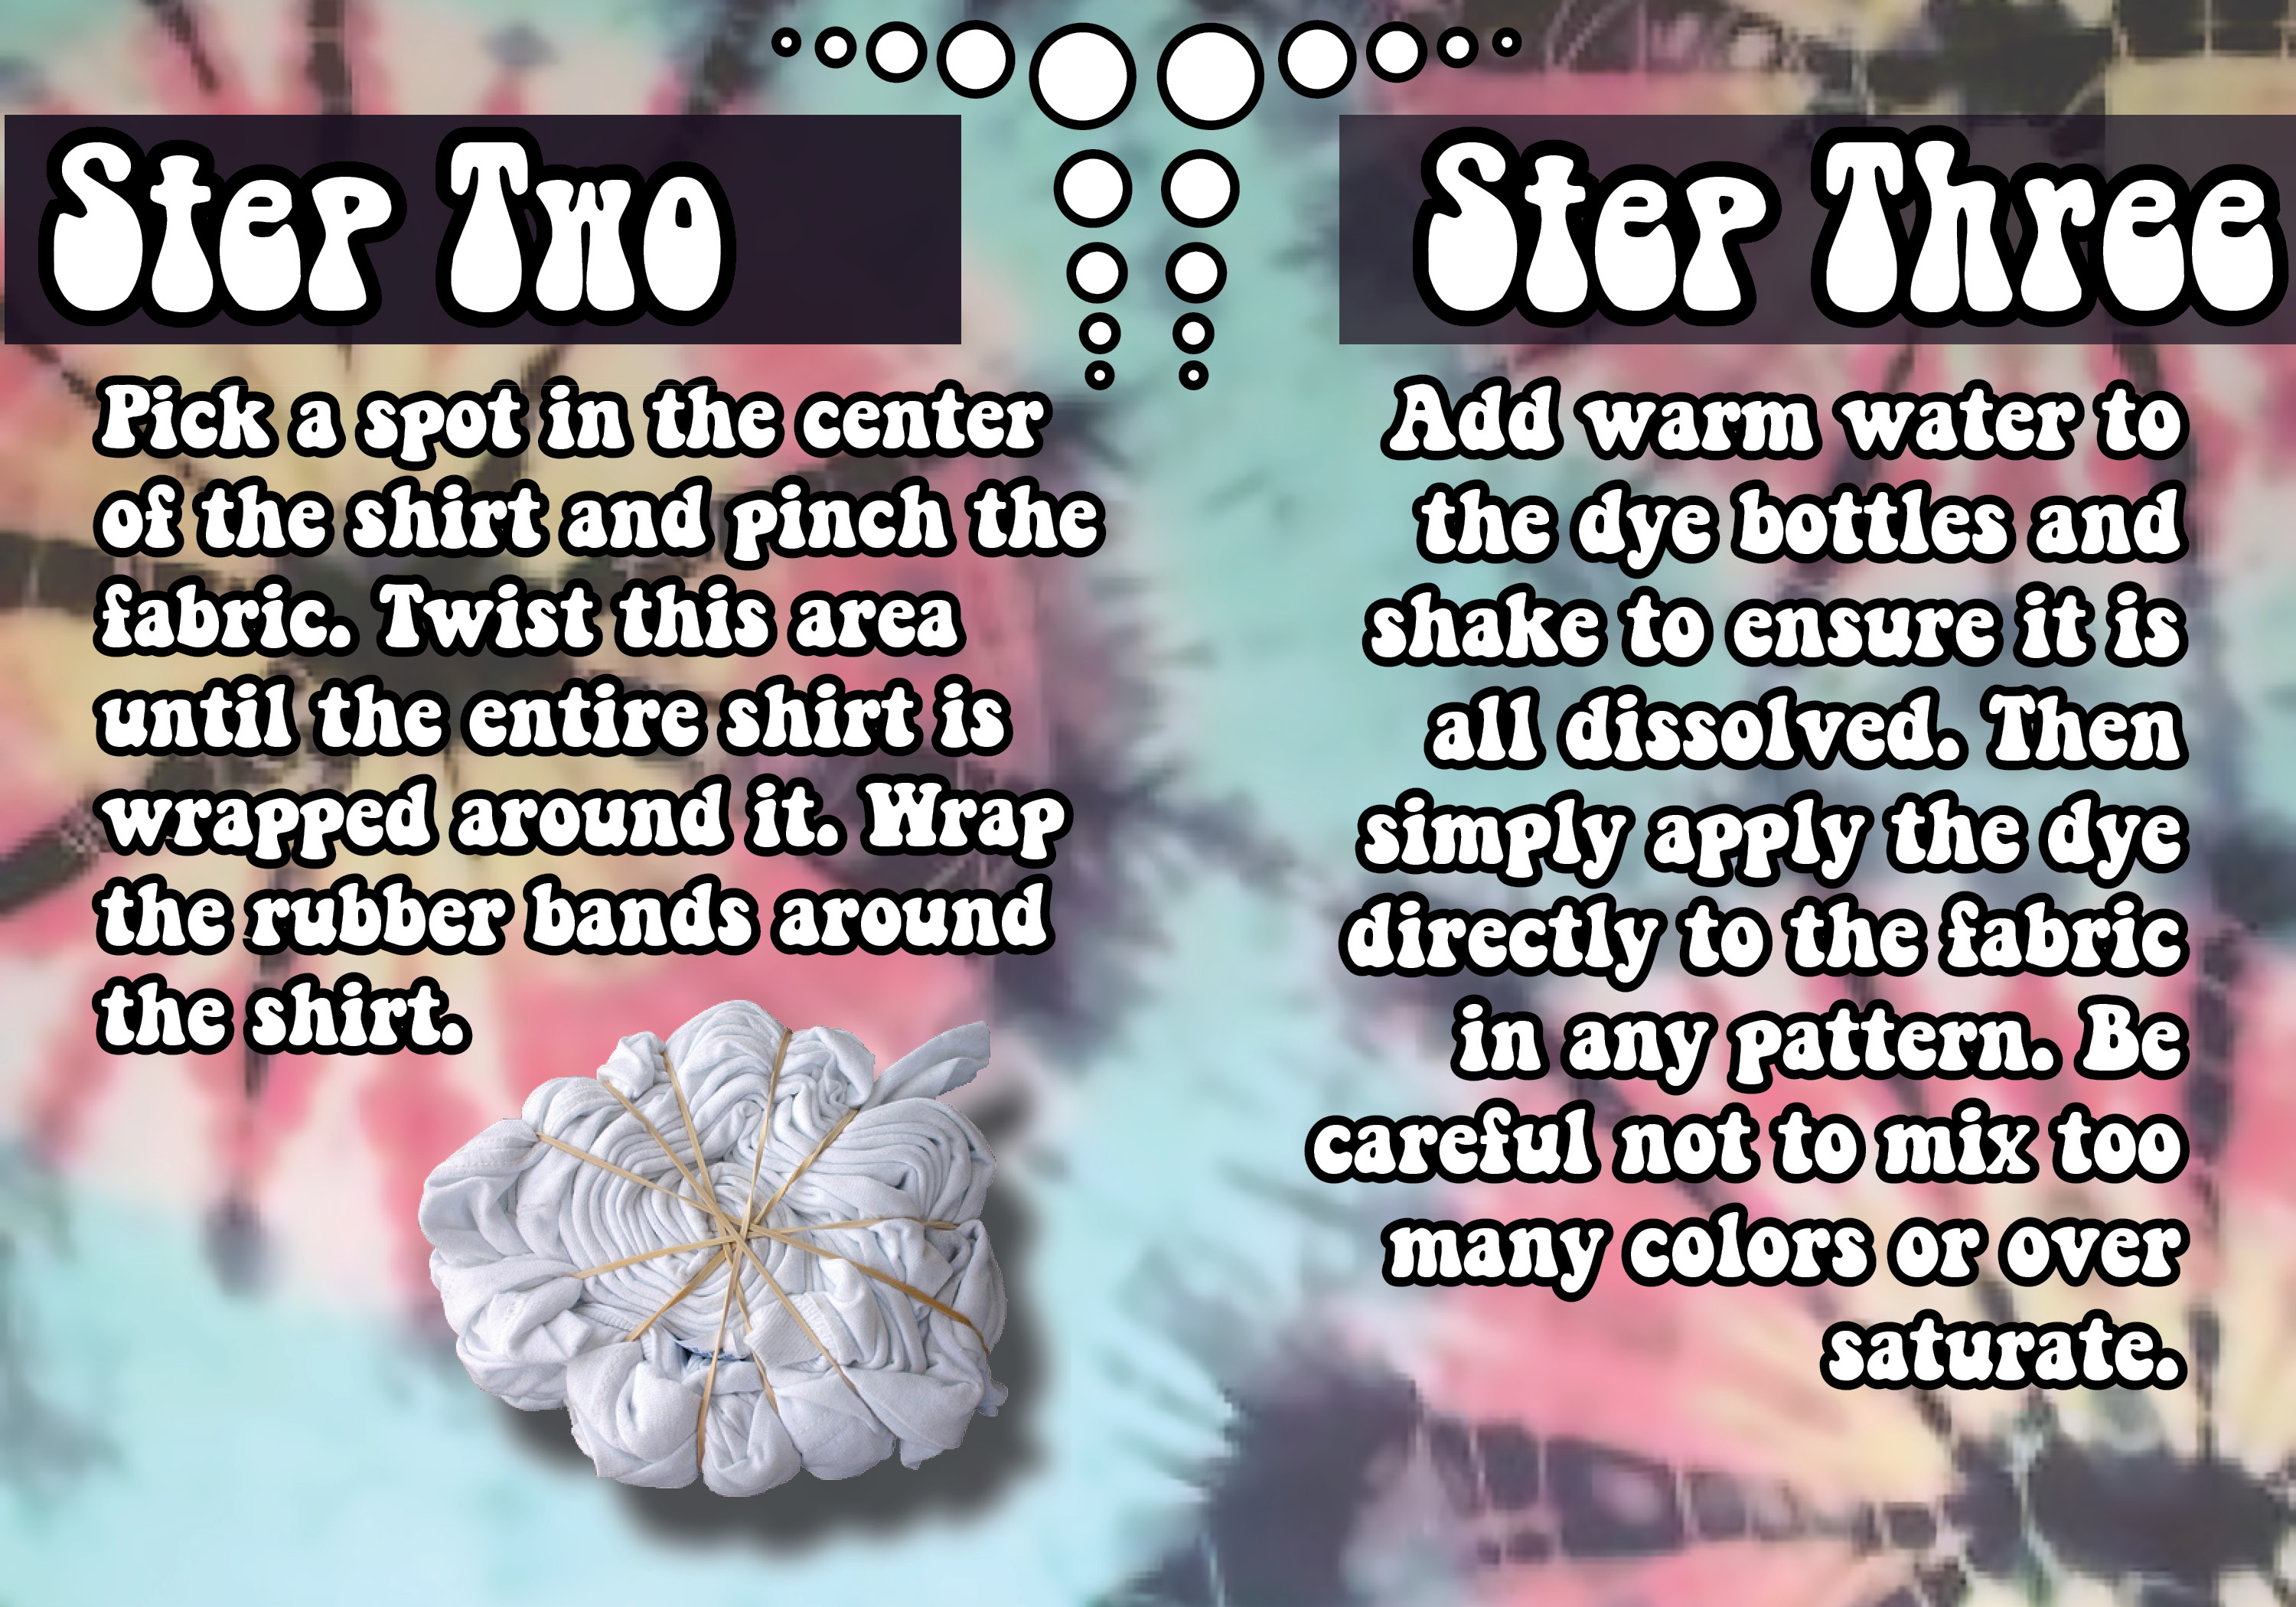 Step Two
Pick a spot in the center
of the shirt and pinch the
fabric. Twist this area
until the entire shirt is
wrapped around it. Wrap
the rubber bands around
the shirt.
Step Three
Add warm water to
the dye bottles and
shake to ensure it is
all dissolved. Then
simply apply the dye
directly to the fabric
in any pattern. Be
careful not to mix too
many colors or over
saturate.